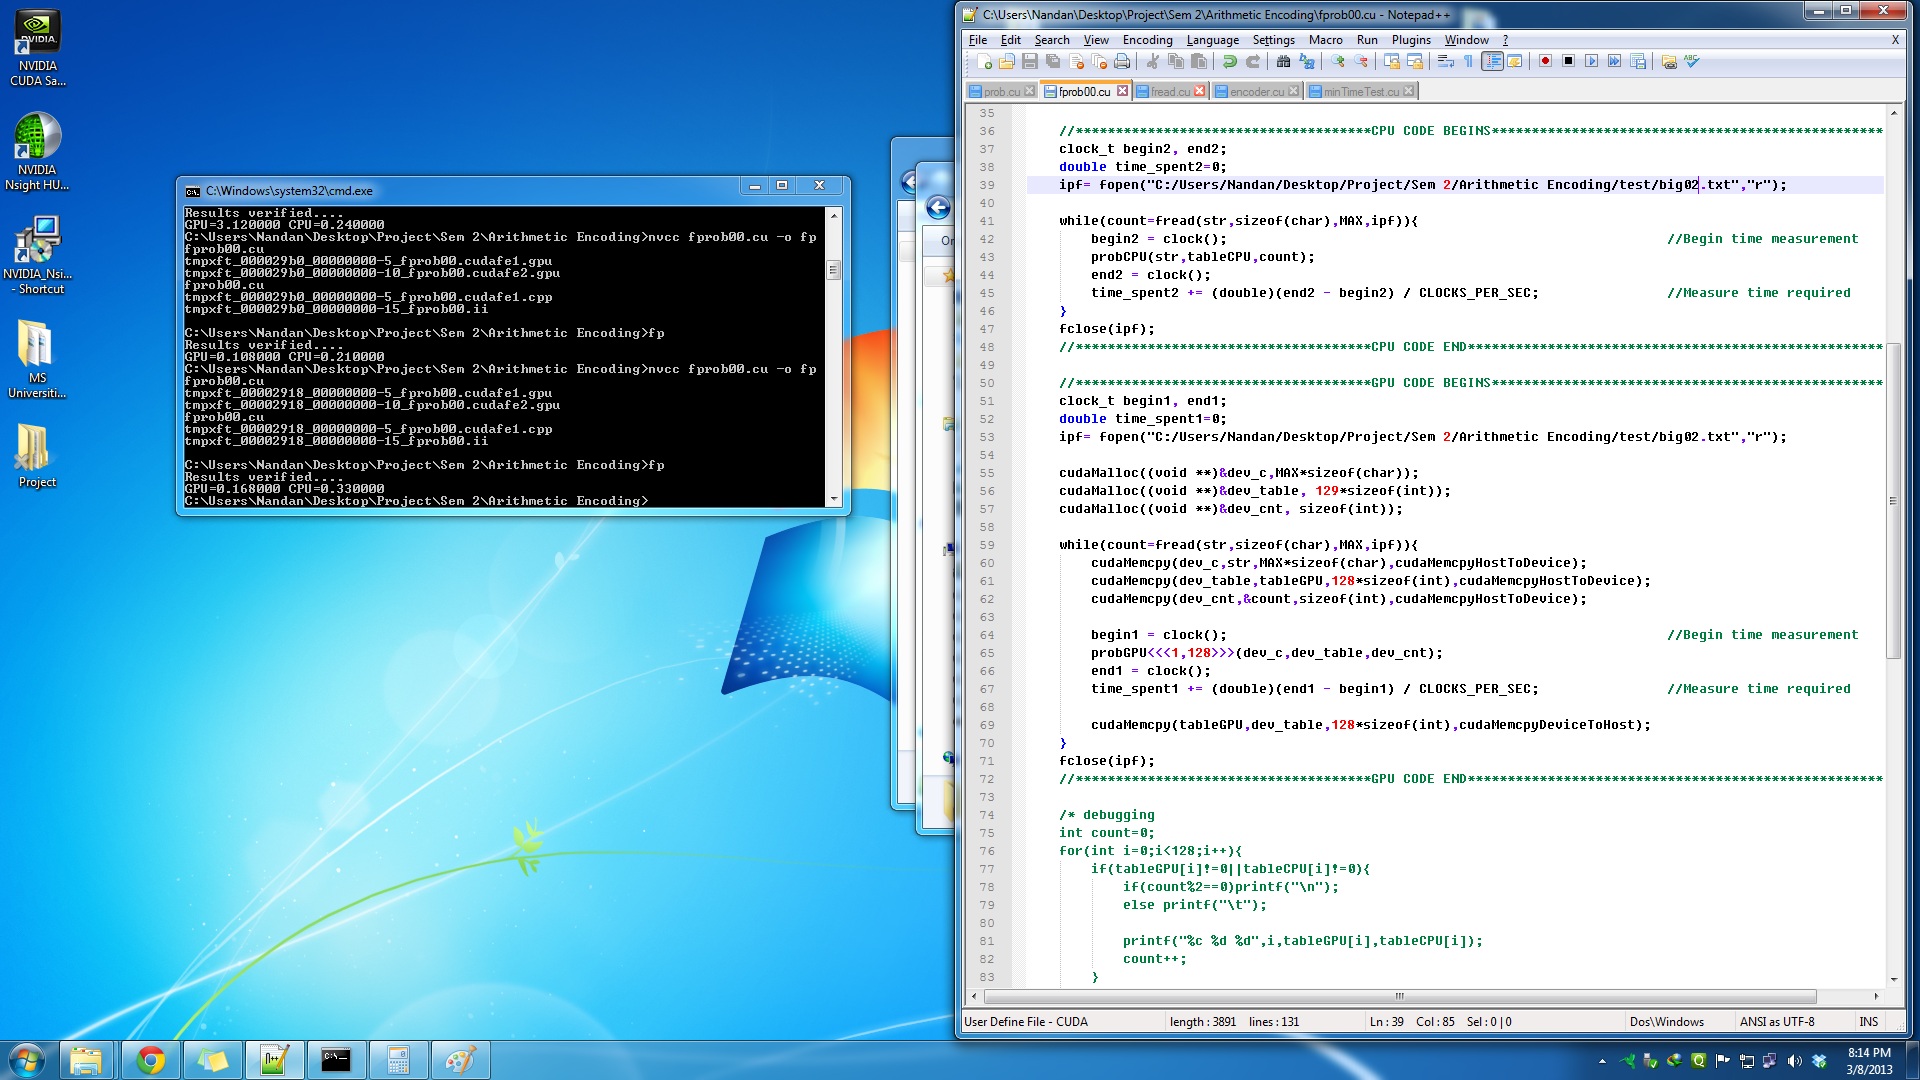 NVIDIA
CUDA Sa...
NVIDIA
Nsight HU...
NVIDIA_Nsi...
- Shortcut
MS
Universiti...
Project
C:\Windows\system32\cmd.exe
Results verified....
GPU=3.120000 CPU=0.240000
C:\Users\Nandan\Desktop\Project\Sem 2\Arithmetic Encoding>nvcc fprob00.cu -o fp
fprob00.cu
tmpxft_000029b0_00000000-5_fprob00.cudafe1.gpu
tmpxft_000029b0_00000000-10_fprob00.cudafe2.gpu
fprob00.cu
tmpxft_000029b0_00000000-5_fprob00.cudafe1.cpp
tmpxft_000029b0_00000000-15_fprob00.ii
C:\Users\Nandan\Desktop\Project\Sem 2\Arithmetic Encoding>fp
Results verified....
GPU=0.108000 CPU=0.210000
C:\Users\Nandan\Desktop\Project\Sem 2\Arithmetic Encoding>nvcc fprob00.cu -o fp
fprob00.cu
tmpxft_00002918_00000000-5_fprob00.cudafe1.gpu
tmpxft_00002918_00000000-10_fprob00.cudafe2.gpu
fprob00.cu
tmpxft_00002918_00000000-5_fprob00.cudafe1.cpp
tmpxft_00002918_00000000-15_fprob00.ii
C:\Users\Nandan\Desktop\Project\Sem 2\Arithmetic Encoding>fp
Results verified....
GPU=0.168000 CPU=0.330000
C:\Users\Nandan\Desktop\Project\Sem 2\Arithmetic Encoding>
Or
C:\Users\Nandan\Desktop\Project\Sem 2\Arithmetic Encoding\fprob00.cu - Notepad++
File Edit Search View Encoding Language Settings Macro Run Plugins Window ? X
prob.cu fprob00.cu fread.cu encoder.cu minTimeTest.cu
35
36 //*************************************CPU CODE BEGINS*************************************************
37 clock_t begin2, end2;
38 double time_spent2=0;
39 ipf= fopen("C:/Users/Nandan/Desktop/Project/Sem 2/Arithmetic Encoding/test/big02.txt","r");
40
41 while(count=fread(str,sizeof(char),MAX,ipf)){
42 begin2 = clock(); //Begin time measurement
43 probCPU(str,tableCPU,count);
44 end2 = clock();
45 time_spent2 += (double)(end2 - begin2) / CLOCKS_PER_SEC; //Measure time required
46 }
47 fclose(ipf);
48 //*************************************CPU CODE END****************************************************
49
50 //*************************************GPU CODE BEGINS*************************************************
51 clock_t begin1, end1;
52 double time_spent1=0;
53 ipf= fopen("C:/Users/Nandan/Desktop/Project/Sem 2/Arithmetic Encoding/test/big02.txt","r");
54
55 cudaMalloc((void **)&dev_c,MAX*sizeof(char));
56 cudaMalloc((void **)&dev_table, 129*sizeof(int));
57 cudaMalloc((void **)&dev_cnt, sizeof(int));
58
59 while(count=fread(str,sizeof(char),MAX,ipf)){
60 cudaMemcpy(dev_c,str,MAX*sizeof(char),cudaMemcpyHostToDevice);
61 cudaMemcpy(dev_table,tableGPU,128*sizeof(int),cudaMemcpyHostToDevice);
62 cudaMemcpy(dev_cnt,&count,sizeof(int),cudaMemcpyHostToDevice);
63
64 begin1 = clock(); //Begin time measurement
65 probGPU<<<1,128>>>(dev_c,dev_table,dev_cnt);
66 end1 = clock();
67 time_spent1 += (double)(end1 - begin1) / CLOCKS_PER_SEC; //Measure time required
68
69 cudaMemcpy(tableGPU,dev_table,128*sizeof(int),cudaMemcpyDeviceToHost);
70 }
71 fclose(ipf);
72 //*************************************GPU CODE END****************************************************
73
74 /* debugging
75 int count=0;
76 for(int i=0;i<128;i++){
77 if(tableGPU[i]!=0||tableCPU[i]!=0){
78 if(count%2==0)printf("\n");
79 else printf("\t");
80
81 printf("%c %d %d",i,tableGPU[i],tableCPU[i]);
82 count++;
83 }
User Define File - CUDA length : 3891 lines : 131 Ln : 39 Col : 85 Sel : 0 | 0 Dos\Windows ANSI as UTF-8 INS
8:14 PM
3/8/2013